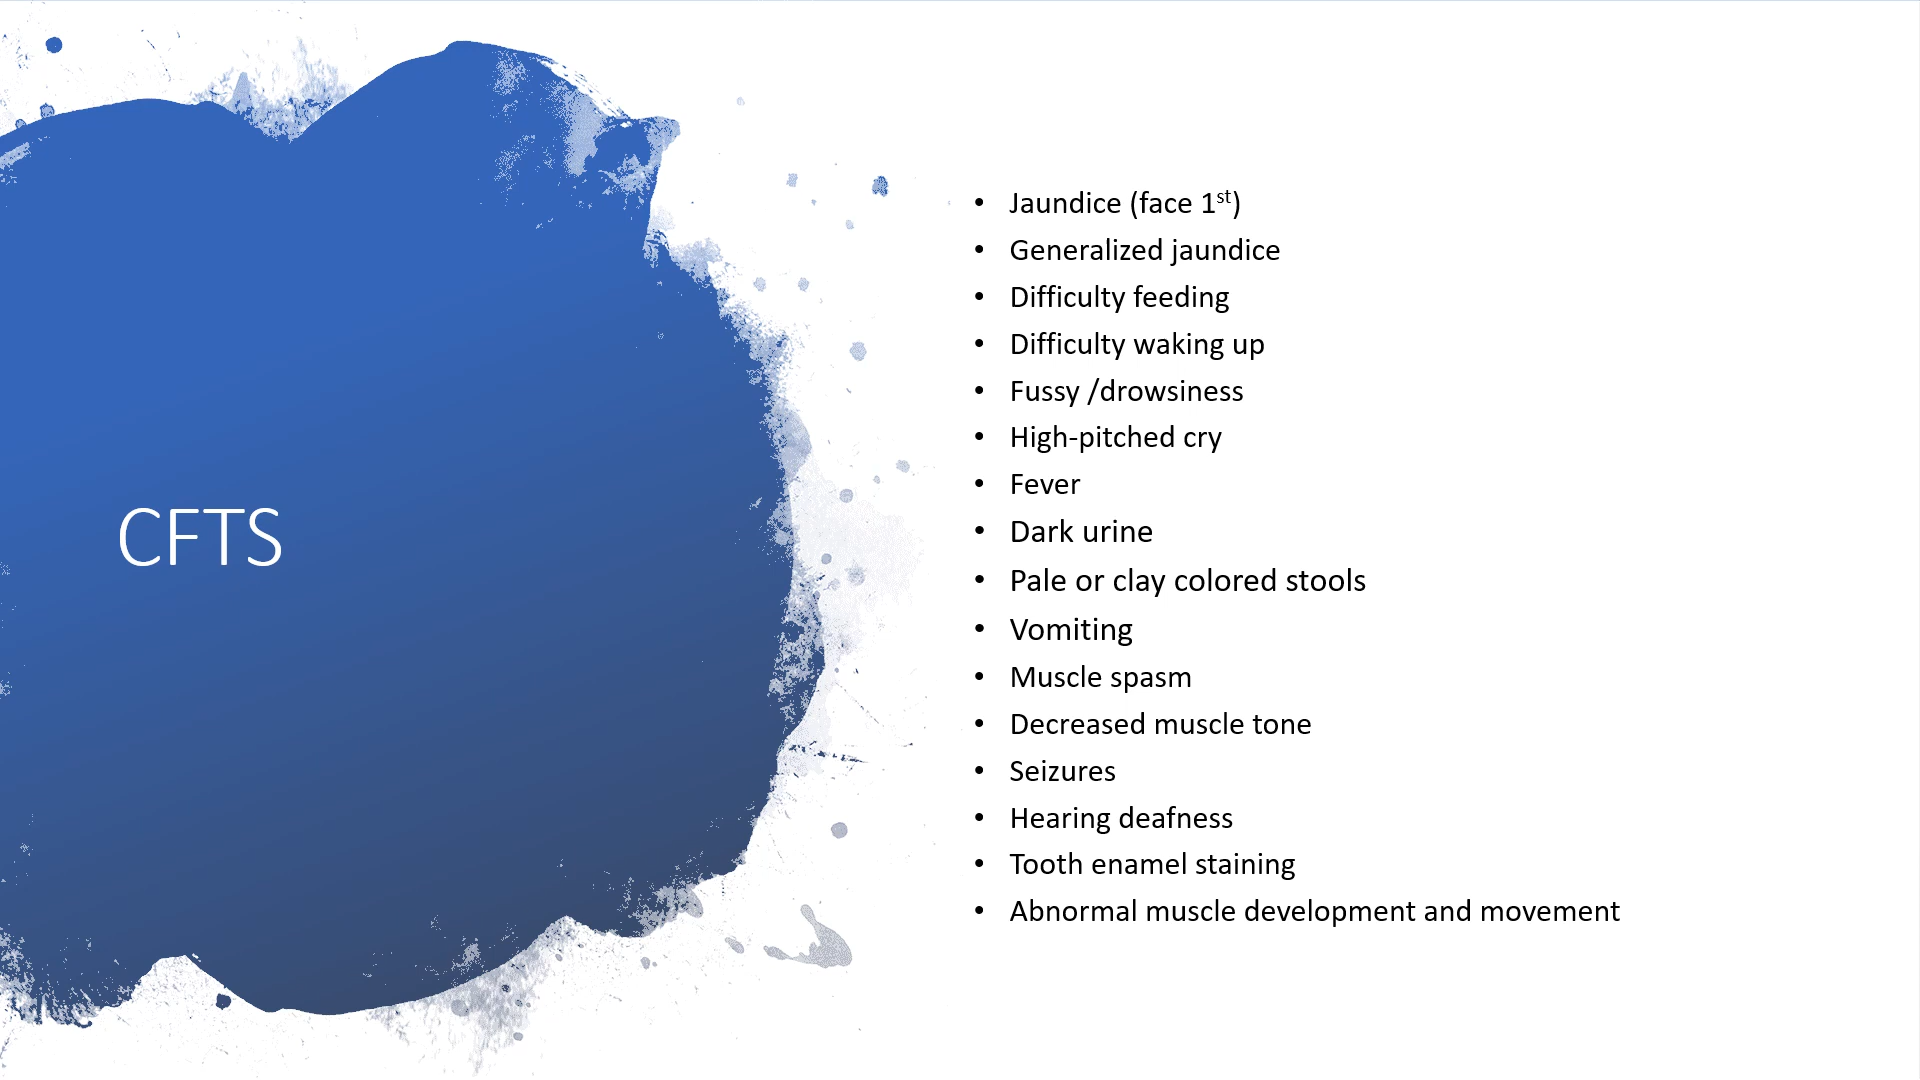 CFTS
• Jaundice (face 1st)
• Generalized jaundice
• Difficulty feeding
• Difficulty waking up
• Fussy /drowsiness
• High-pitched cry
• Fever
• Dark urine
• Pale or clay colored stools
• Vomiting
• Muscle spasm
• Decreased muscle tone
• Seizures
• Hearing deafness
• Tooth enamel staining
• Abnormal muscle development and movement